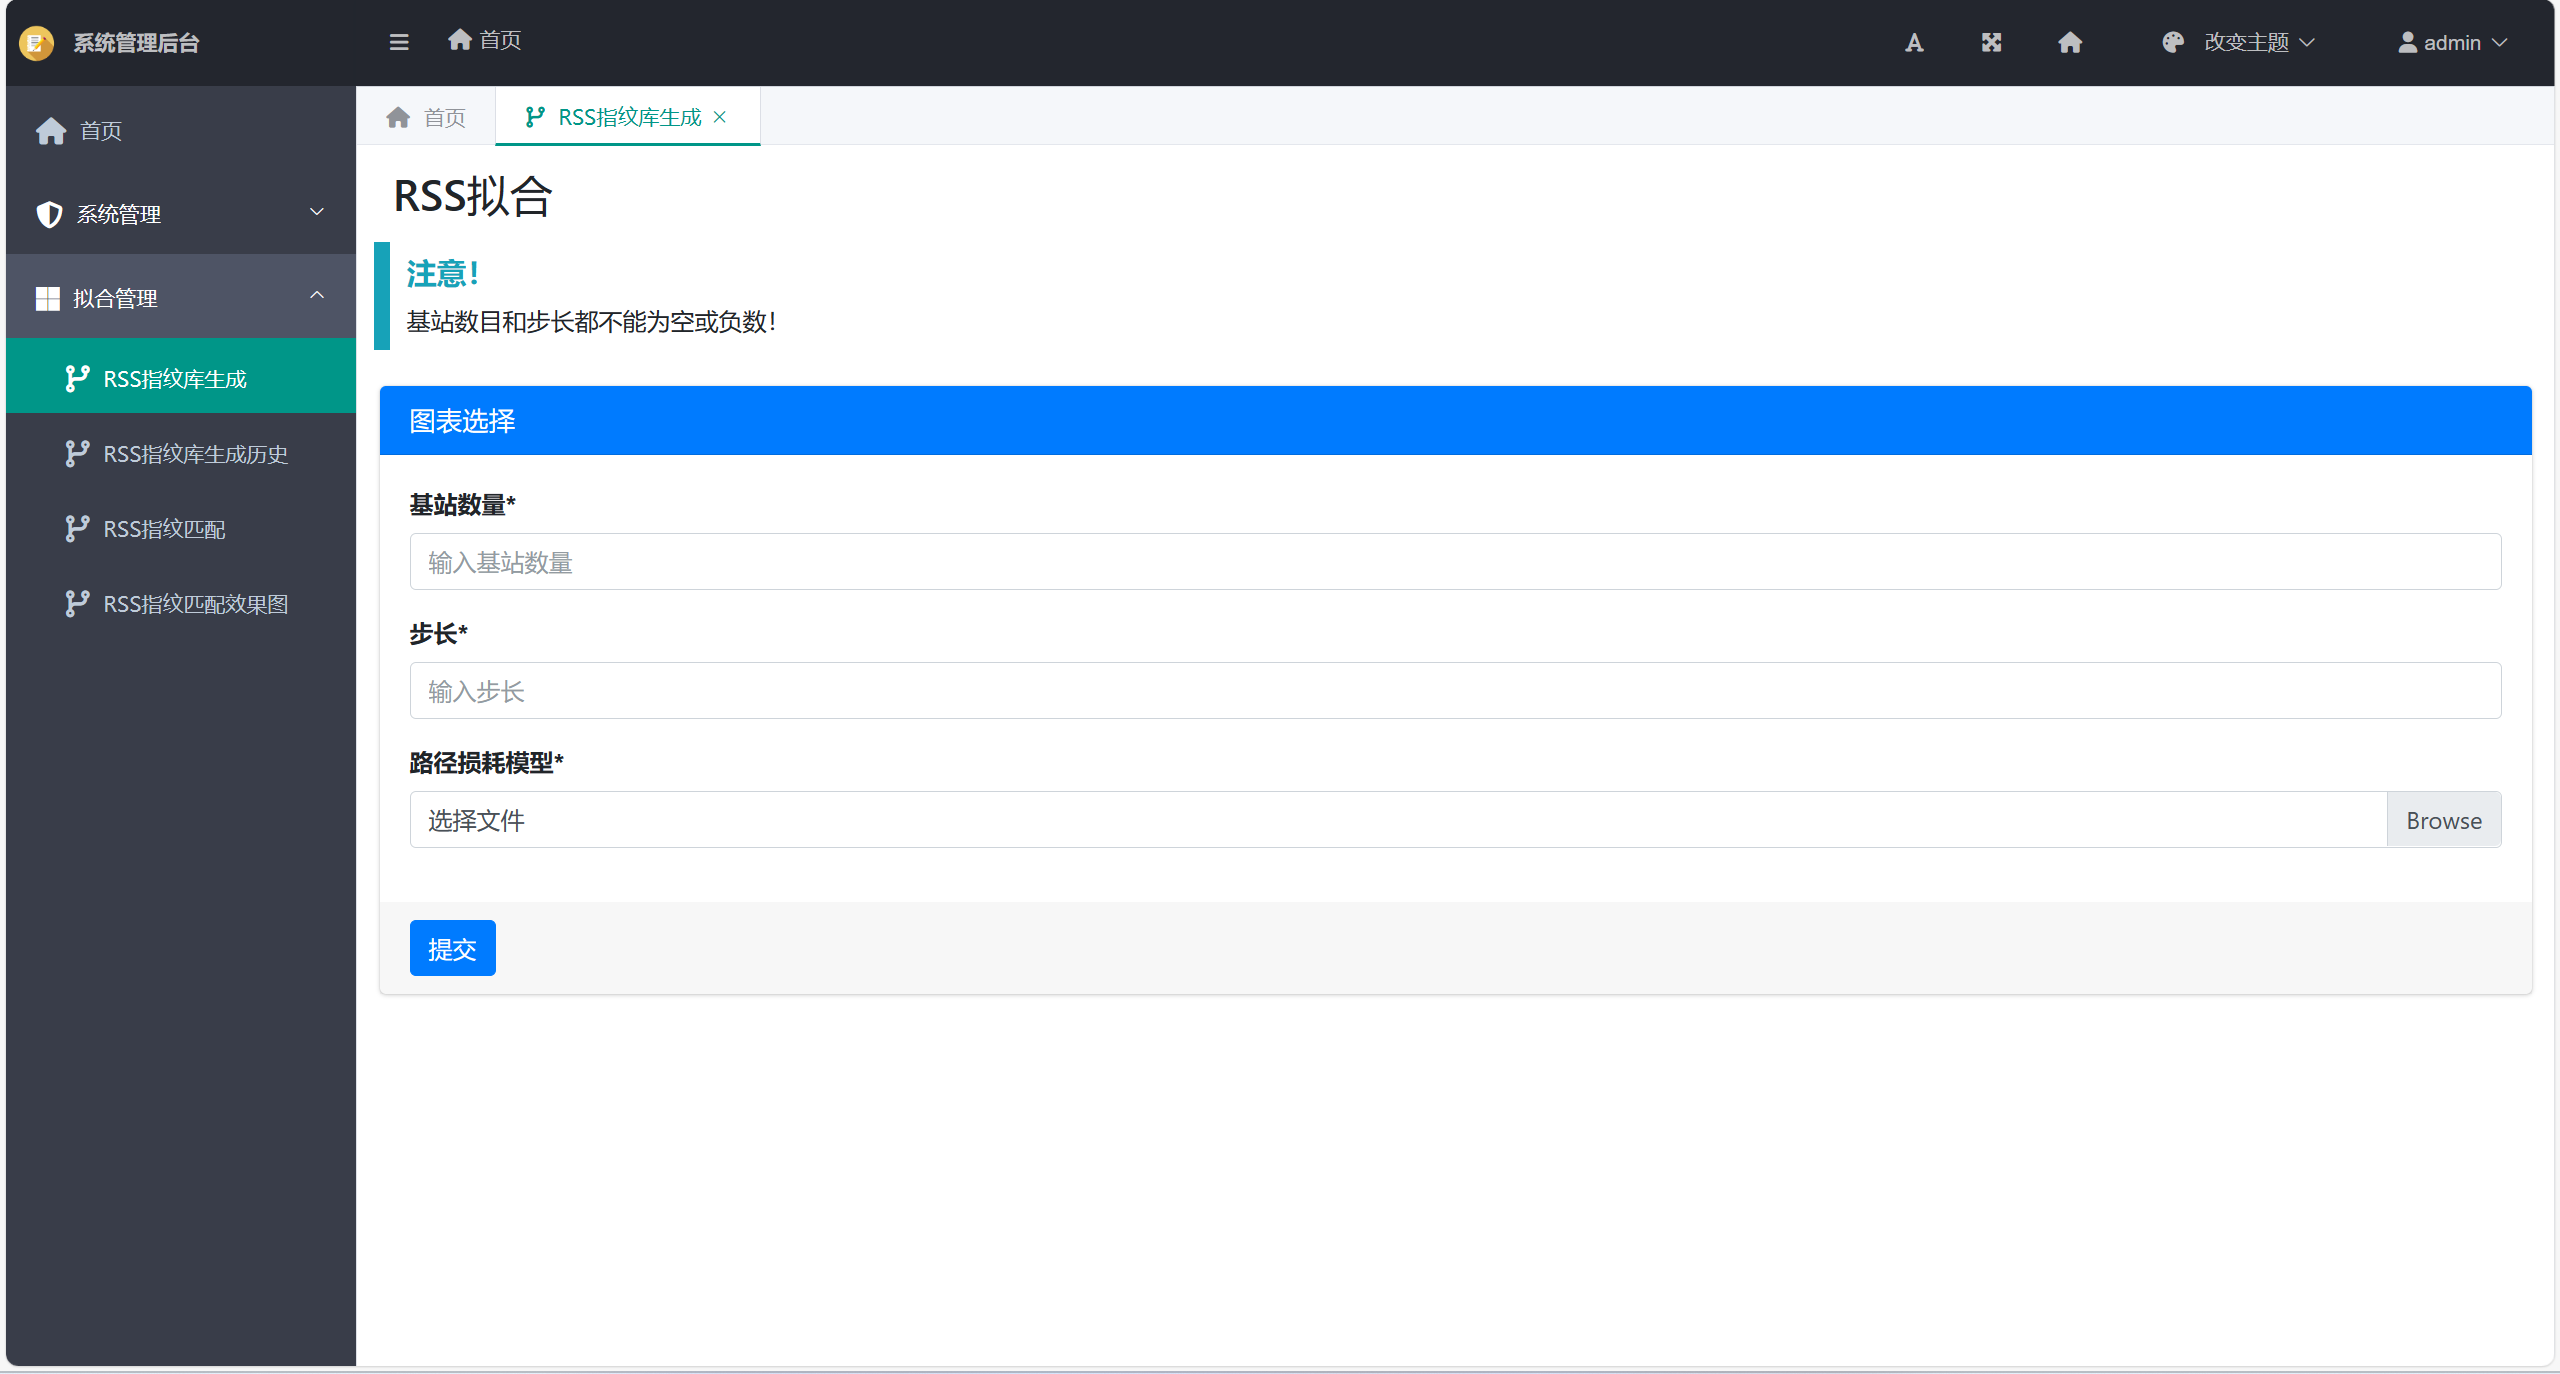 系统管理后台
首页
改变主题
admin
首页
系统管理
拟合管理
RSS指纹库生成
RSS指纹库生成历史
RSS指纹匹配
RSS指纹匹配效果图
首页
RSS指纹库生成
RSS拟合
注意！
基站数目和步长都不能为空或负数！
图表选择
基站数量*
输入基站数量
步长*
输入步长
路径损耗模型*
选择文件
Browse
提交